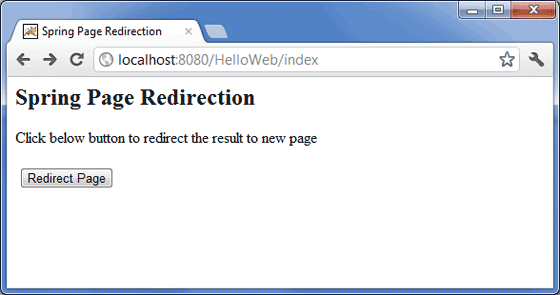 Spring Page Redirection
localhost:8080/HelloWeb/index
Spring Page Redirection
Click below button to redirect the result to new page
Redirect Page